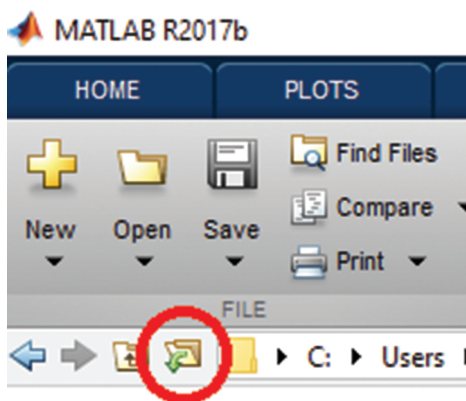 MATLAB R2017b
HOME PLOTS
Find Files
New Open Save Compare
Print
FILE
C: Users